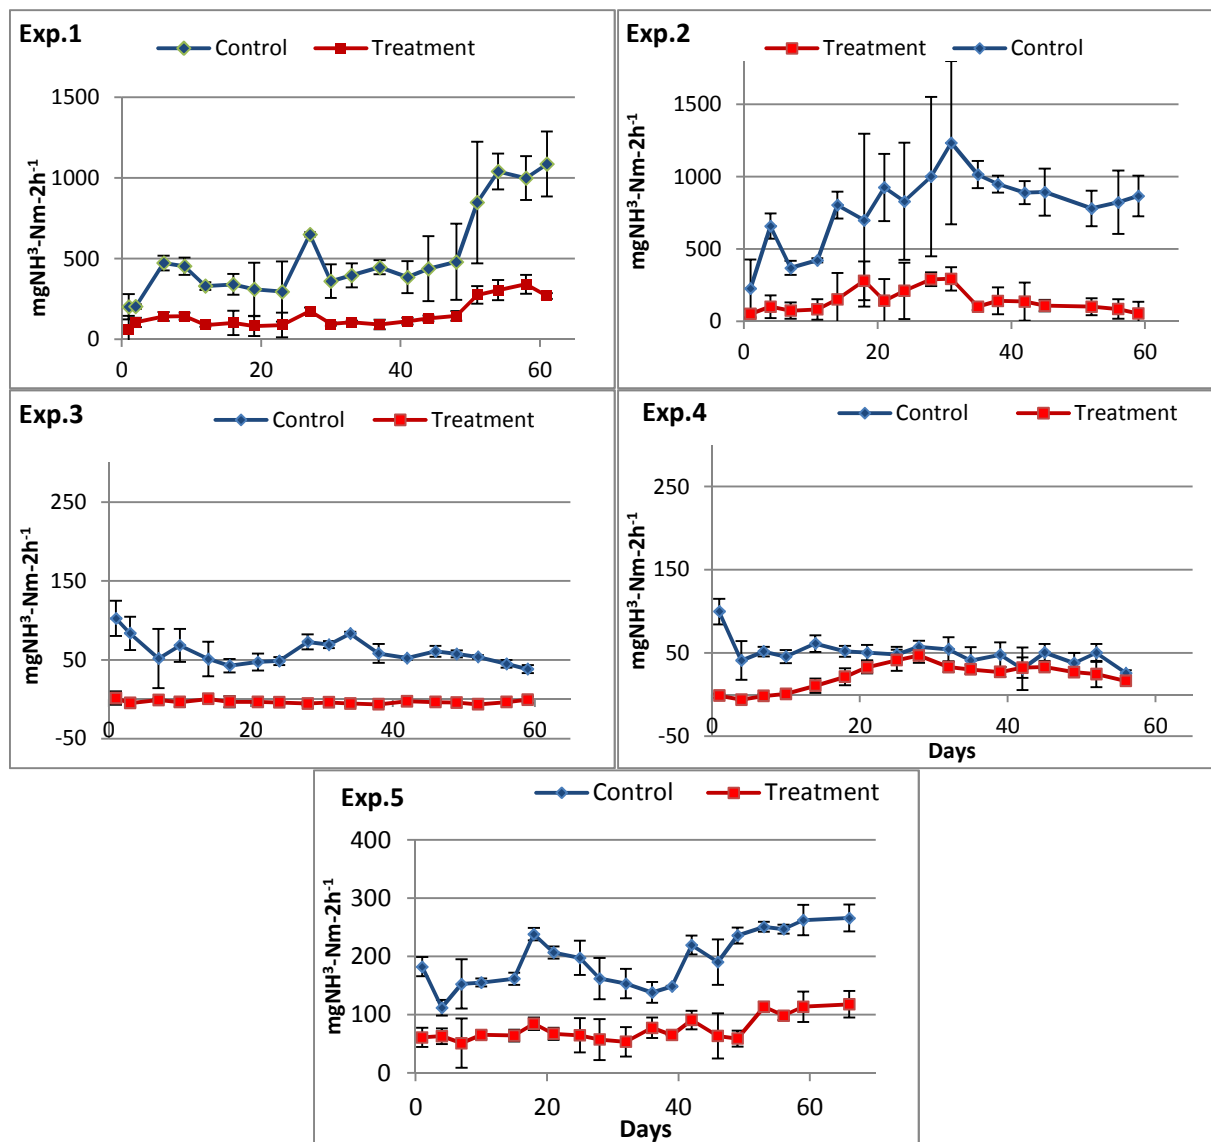 Exp.1
Control Treatment
mgNH³-Nm-2h⁻¹
1500
1000
500
0
0 20 40 60
Exp.2
Treatment Control
mgNH³-Nm-2h⁻¹
1500
1000
500
0
0 20 40 60
Exp.3
Control Treatment
mgNH³-Nm-2h⁻¹
250
150
50
-50
0 20 40 60
Exp.4
Control Treatment
mgNH³-Nm-2h⁻¹
250
150
50
-50
0 20 40 60
Days
Exp.5
Control Treatment
mgNH³-Nm-2h⁻¹
400
300
200
100
0
0 20 40 60
Days